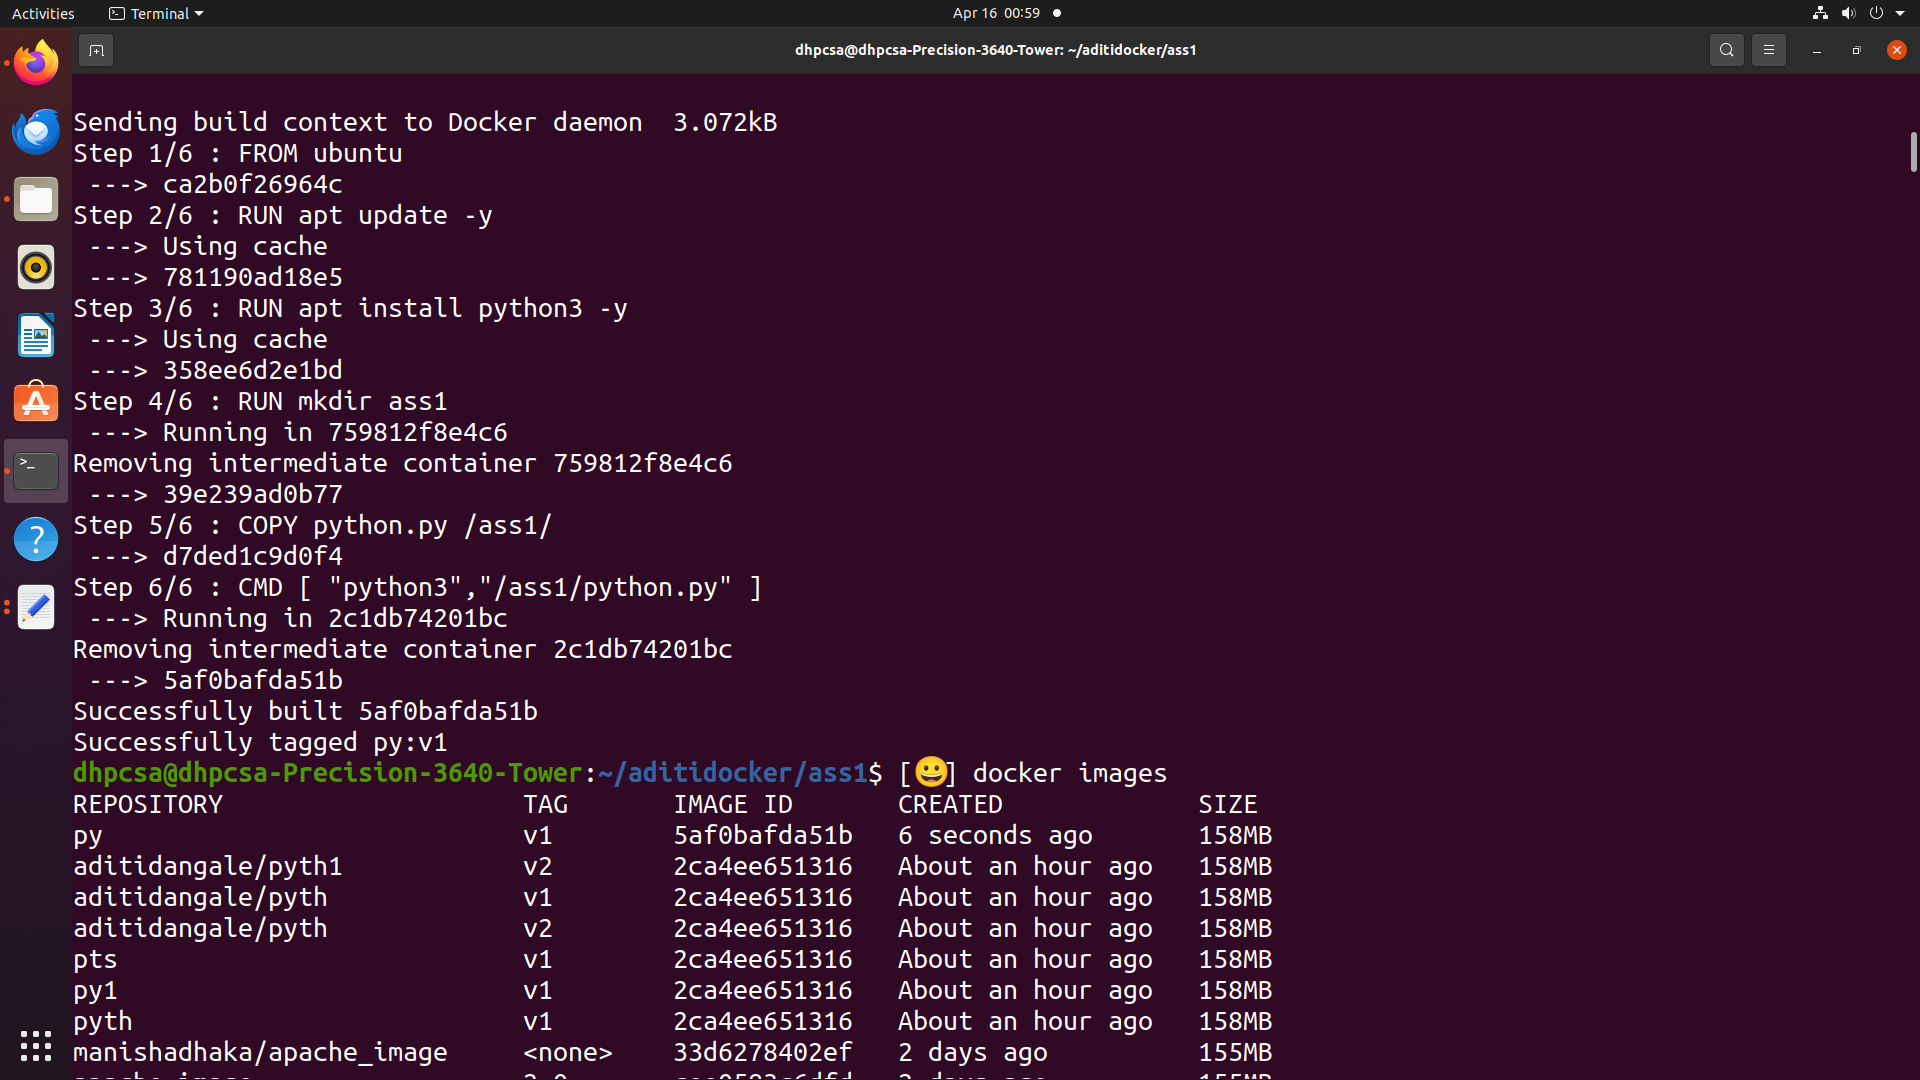 Activities Terminal Apr 16 00:59
dhpcsa@dhpcsa-Precision-3640-Tower: ~/aditidocker/ass1
Sending build context to Docker daemon  3.072kB
Step 1/6 : FROM ubuntu
 ---> ca2b0f26964c
Step 2/6 : RUN apt update -y
 ---> Using cache
 ---> 781190ad18e5
Step 3/6 : RUN apt install python3 -y
 ---> Using cache
 ---> 358ee6d2e1bd
Step 4/6 : RUN mkdir ass1
 ---> Running in 759812f8e4c6
Removing intermediate container 759812f8e4c6
 ---> 39e239ad0b77
Step 5/6 : COPY python.py /ass1/
 ---> d7ded1c9d0f4
Step 6/6 : CMD [ "python3","/ass1/python.py" ]
 ---> Running in 2c1db74201bc
Removing intermediate container 2c1db74201bc
 ---> 5af0bafda51b
Successfully built 5af0bafda51b
Successfully tagged py:v1
dhpcsa@dhpcsa-Precision-3640-Tower:~/aditidocker/ass1$ [😀] docker images
REPOSITORY TAG IMAGE ID CREATED SIZE
py v1 5af0bafda51b 6 seconds ago 158MB
aditidangale/pyth1 v2 2ca4ee651316 About an hour ago 158MB
aditidangale/pyth v1 2ca4ee651316 About an hour ago 158MB
aditidangale/pyth v2 2ca4ee651316 About an hour ago 158MB
pts v1 2ca4ee651316 About an hour ago 158MB
py1 v1 2ca4ee651316 About an hour ago 158MB
pyth v1 2ca4ee651316 About an hour ago 158MB
manishadhaka/apache_image <none> 33d6278402ef 2 days ago 155MB